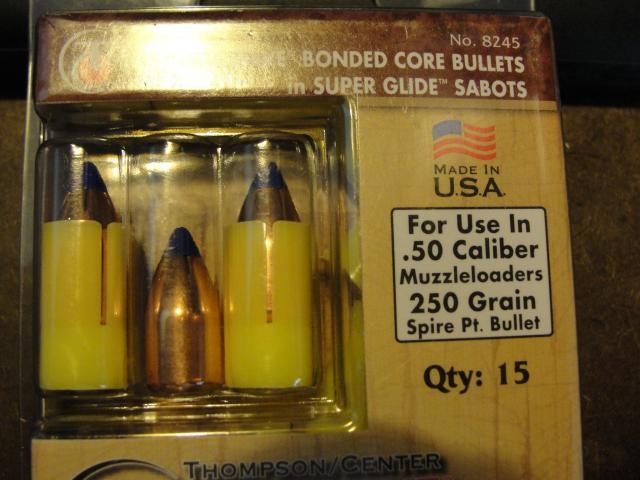 No. 8245
BONDED CORE BULLETS
in SUPER GLIDE™ SABOTS
MADE IN
U.S.A.
For Use In
.50 Caliber
Muzzleloaders
250 Grain
Spire Pt. Bullet
Qty: 15
THOMPSON/CENTER